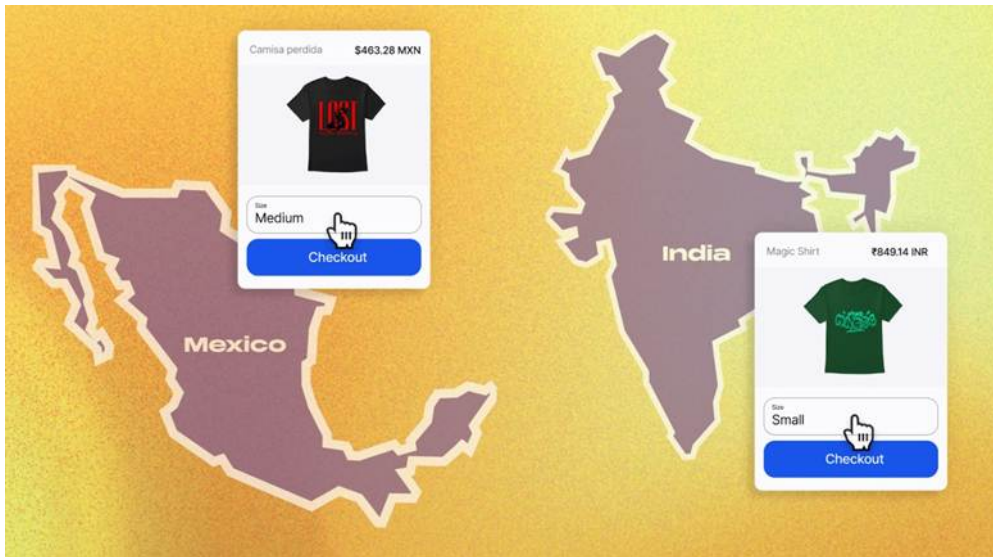 Camisa perdida $463.28 MXN
LOST
Size
Medium
Checkout
Mexico
India
Magic Shirt ₹849.14 INR
Size
Small
Checkout